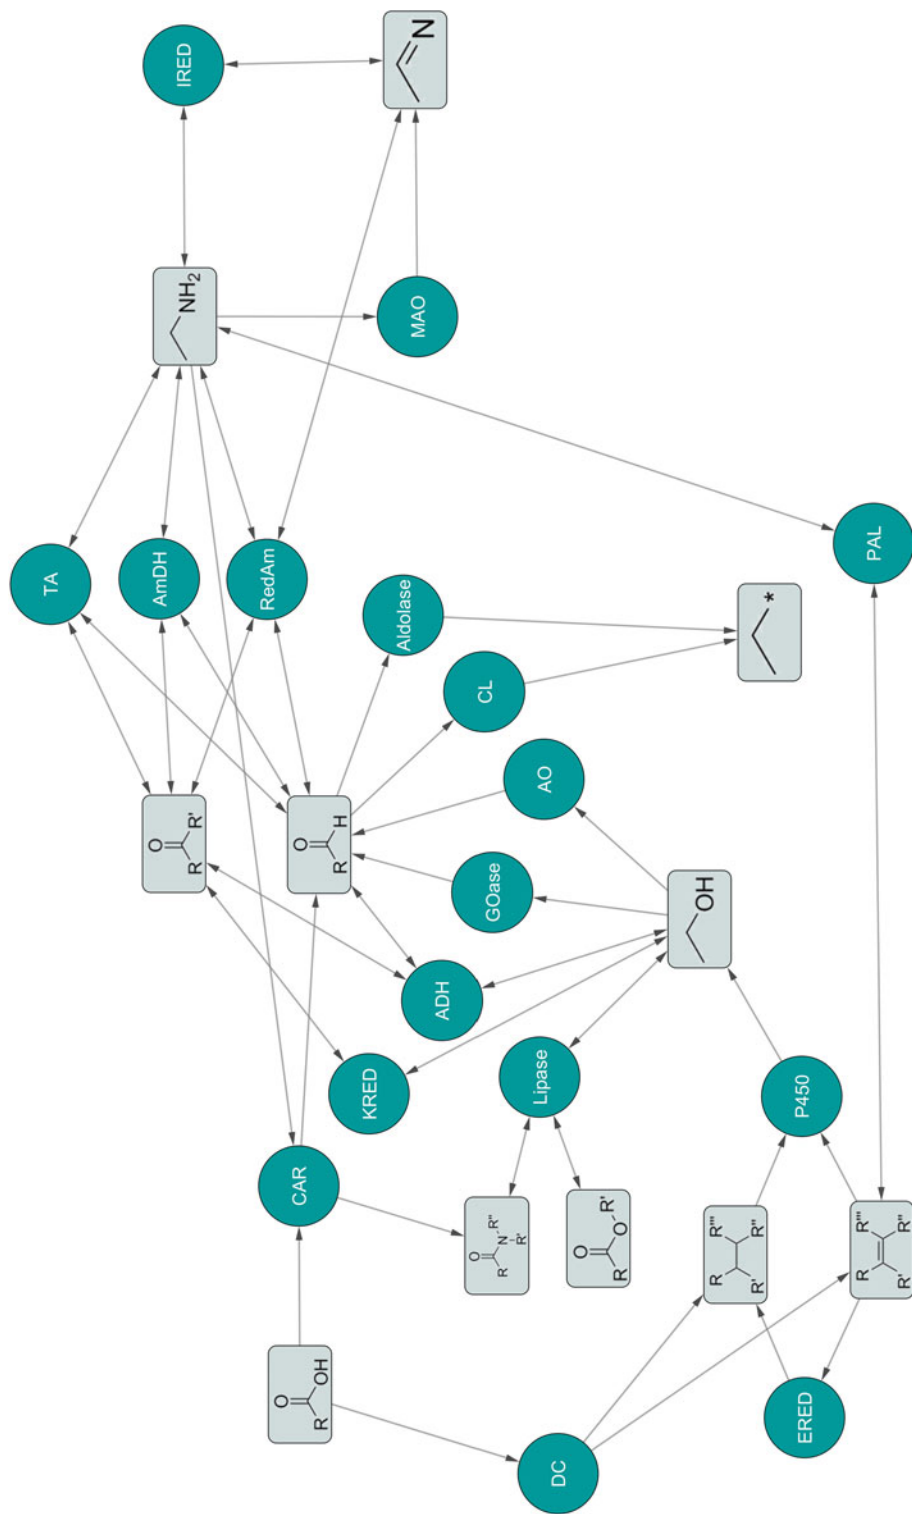 TA
O
R R'
AmDH
NH2
IRED
O
R OH
CAR
O
R H
RedAm
KRED
ADH
Aldolase
MAO
N
O R''
R N
R'
GOase
CL
DC
Lipase
AO
O
R O R'
OH
R R'''
R' R''
*
ERED
P450
R R'''
R' R''
PAL